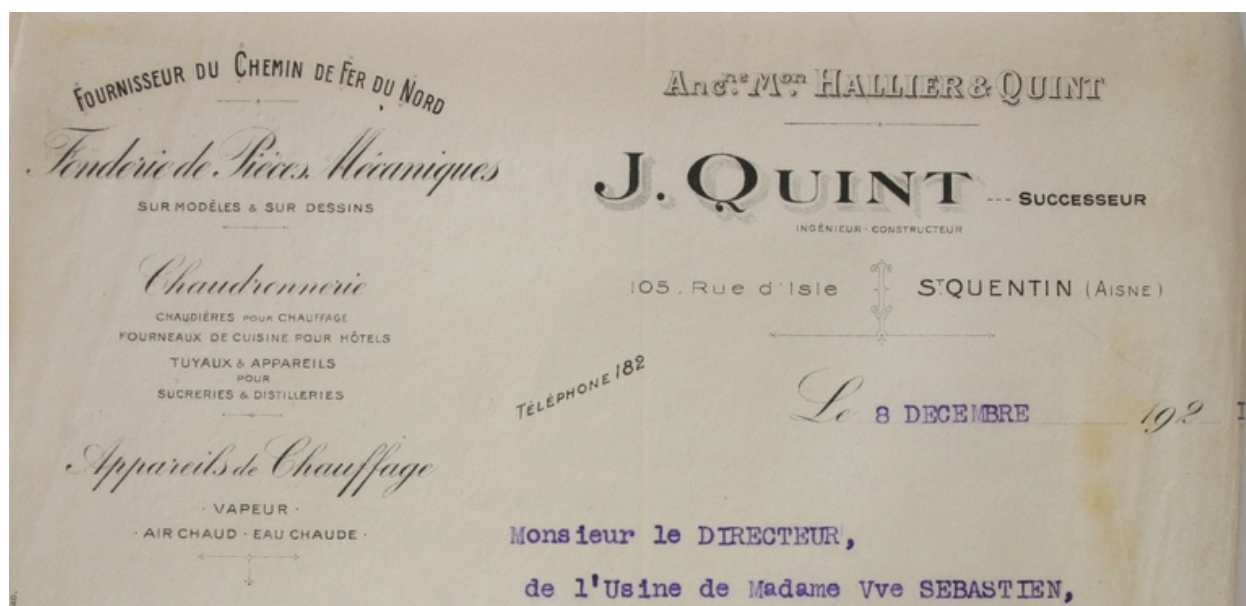 FOURNISSEUR DU CHEMIN DE FER DU NORD
Fonderie de Pièces Mécaniques
SUR MODÈLES & SUR DESSINS
Chaudronnerie
CHAUDIÈRES POUR CHAUFFAGE
FOURNEAUX DE CUISINE POUR HÔTELS
TUYAUX & APPAREILS
POUR
SUCRERIES & DISTILLERIES
Appareils de Chauffage
· VAPEUR ·
· AIR CHAUD · EAU CHAUDE ·
Anc.ne Mon. HALLIER & QUINT
J. QUINT --- SUCCESSEUR
INGÉNIEUR - CONSTRUCTEUR
105, Rue d'Isle ST QUENTIN (AISNE)
TÉLÉPHONE 182
Le 8 DECEMBRE 192 I
Monsieur le DIRECTEUR,
de l'Usine de Madame Vve SEBASTIEN,